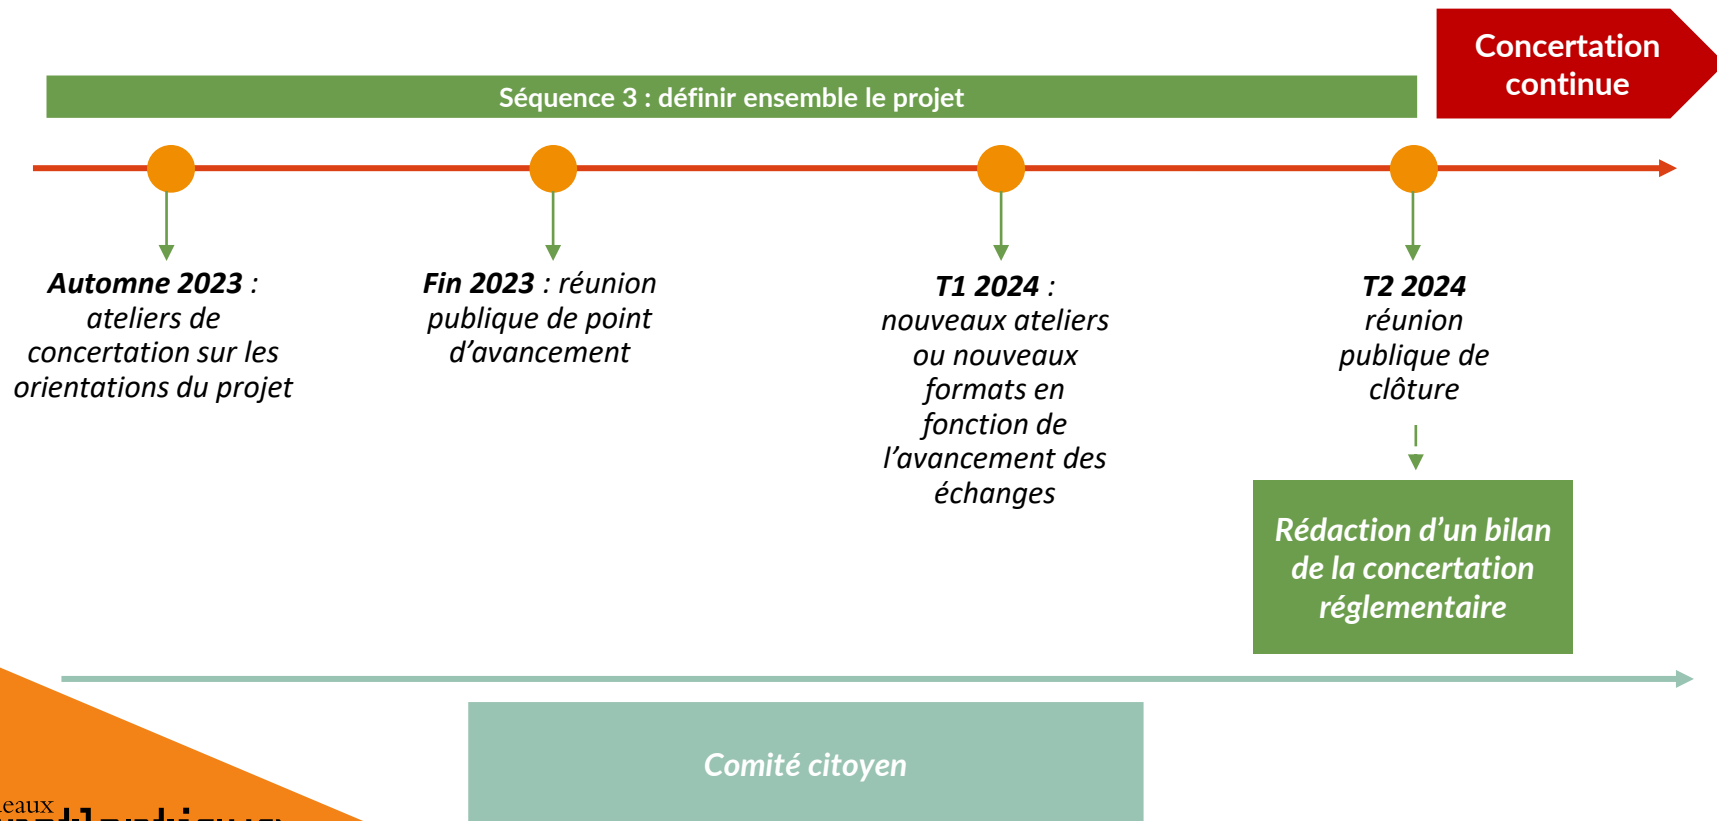 Concertation
continue
Séquence 3 : définir ensemble le projet
Automne 2023 :
ateliers de
concertation sur les
orientations du projet
Fin 2023 : réunion
publique de point
d’avancement
T1 2024 :
nouveaux ateliers
ou nouveaux
formats en
fonction de
l’avancement des
échanges
T2 2024
réunion
publique de
clôture
Rédaction d’un bilan
de la concertation
réglementaire
Comité citoyen